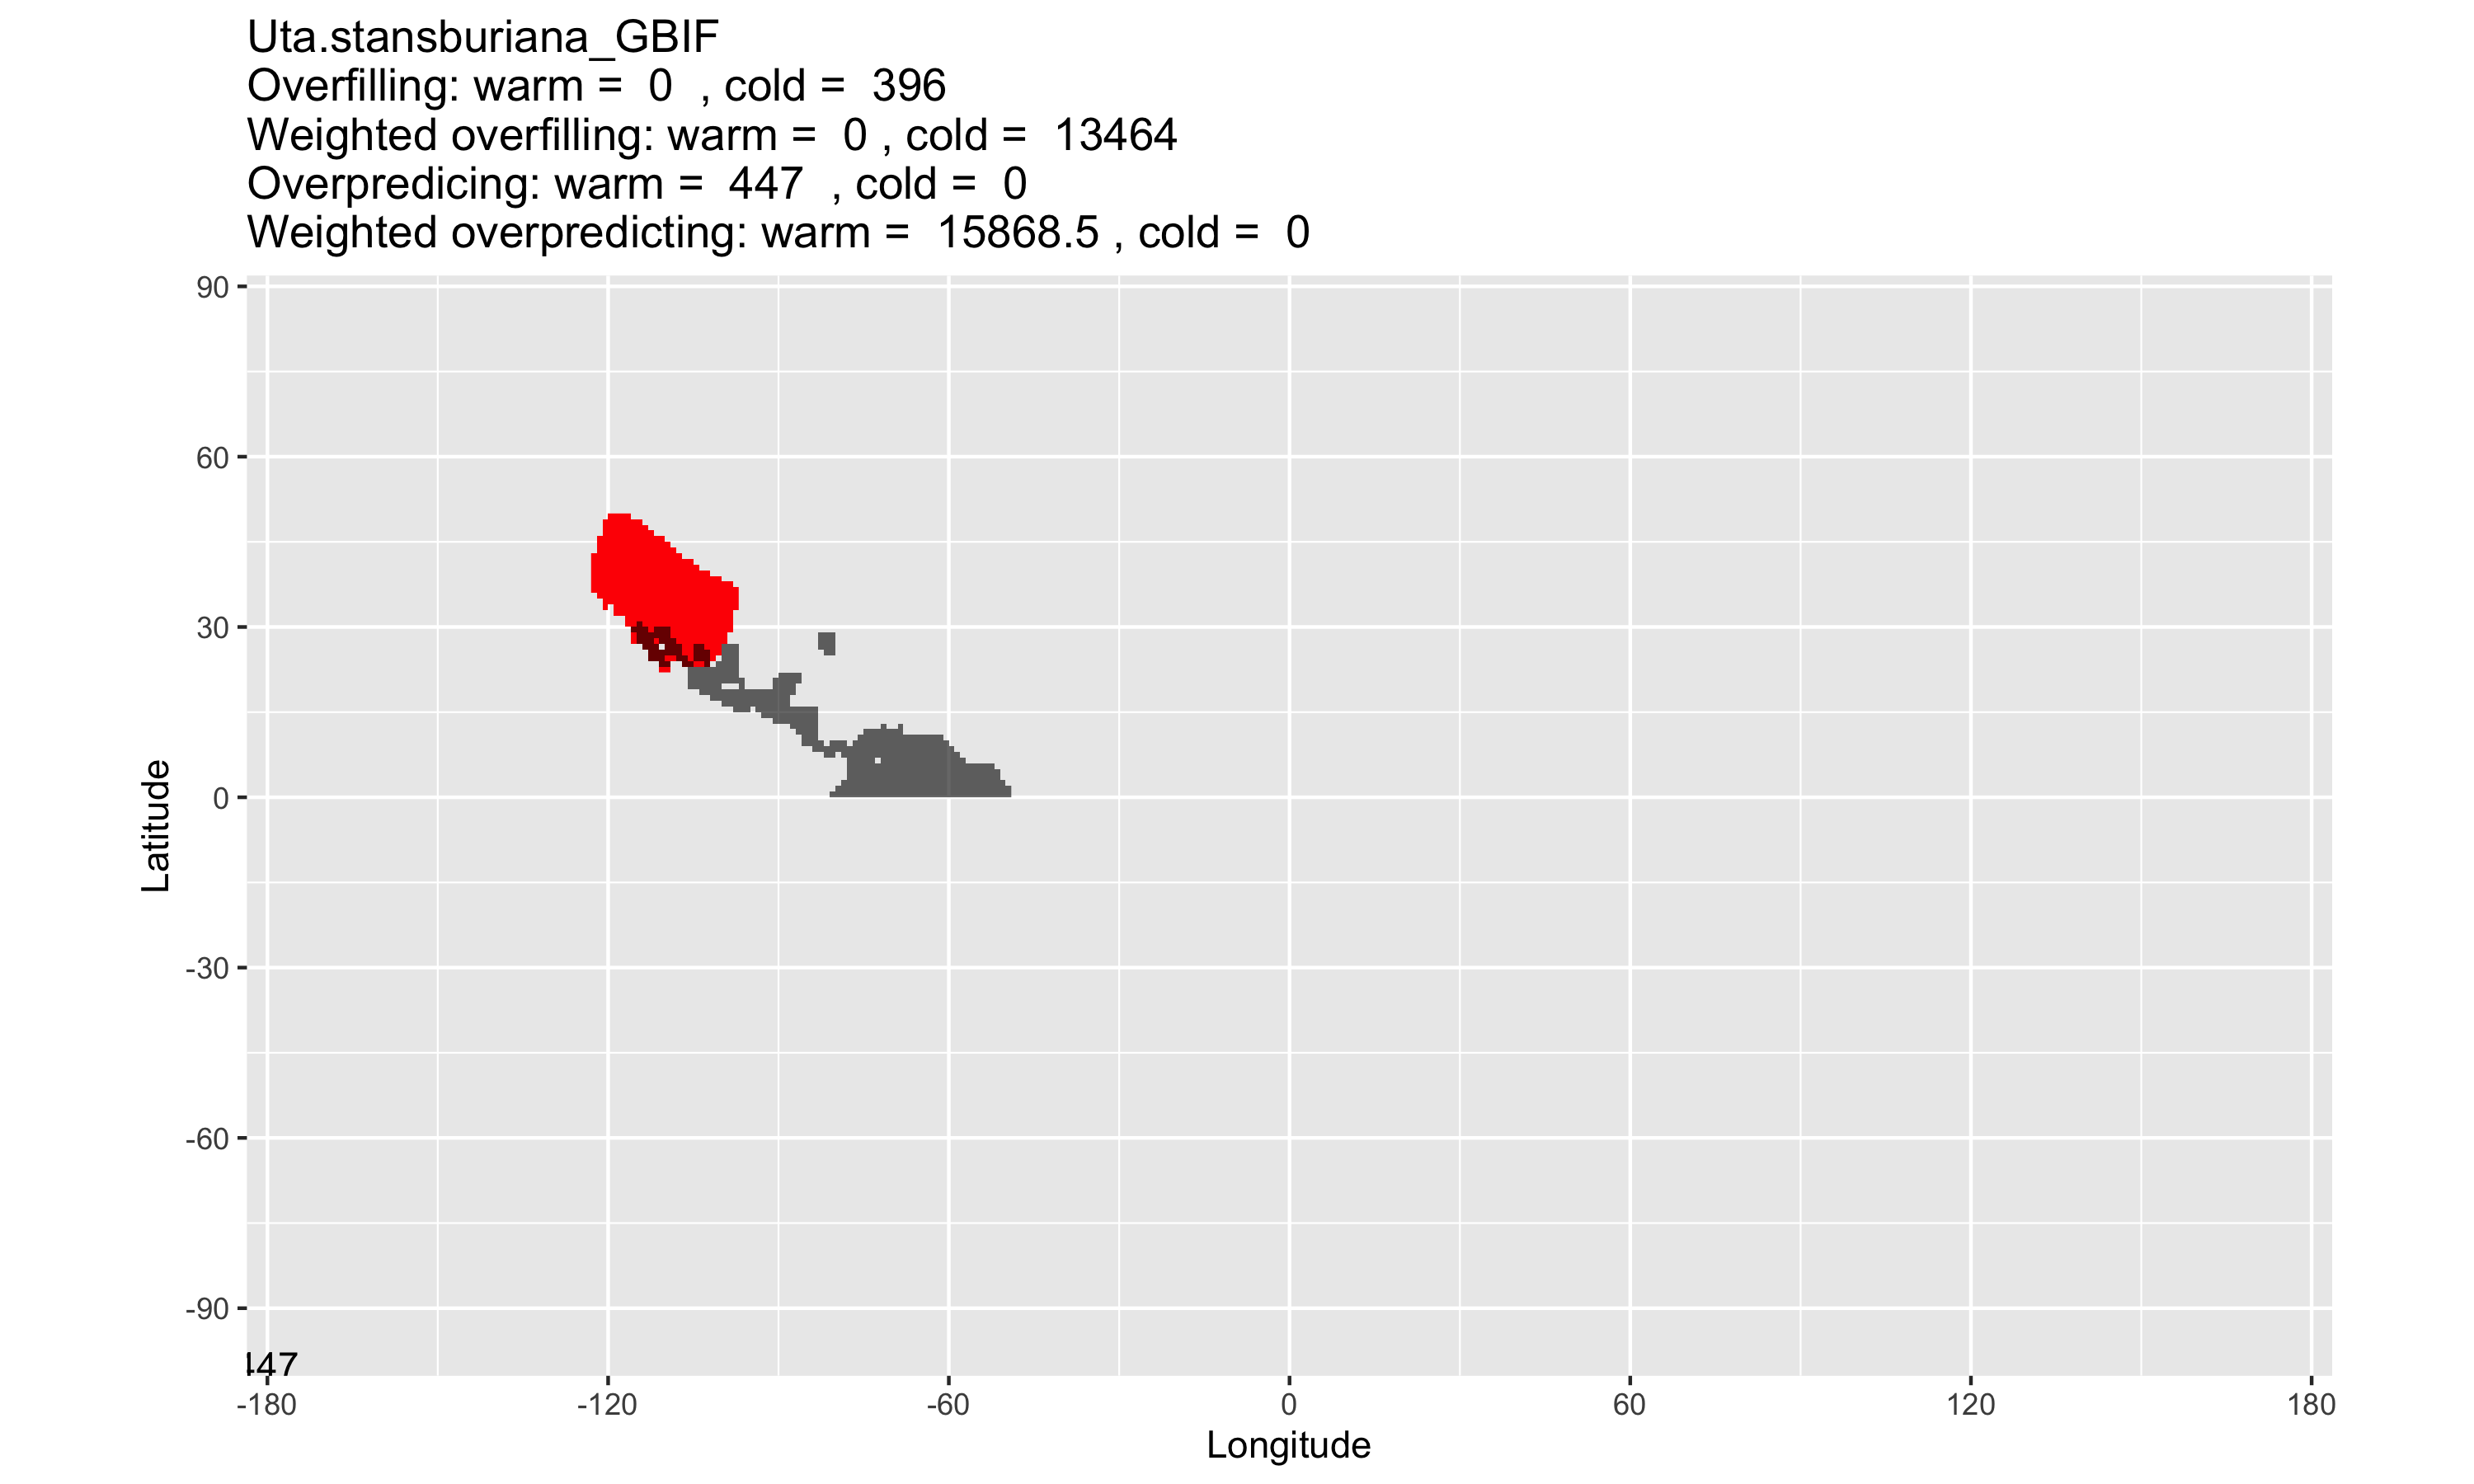 Uta.stansburiana_GBIF
Overfilling: warm = 0 , cold = 396
Weighted overfilling: warm = 0 , cold = 13464
Overpredicing: warm = 447 , cold = 0
Weighted overpredicting: warm = 15868.5 , cold = 0
90
60
30
0
-30
-60
-90
Latitude
447
-180 -120 -60 0 60 120 180
Longitude